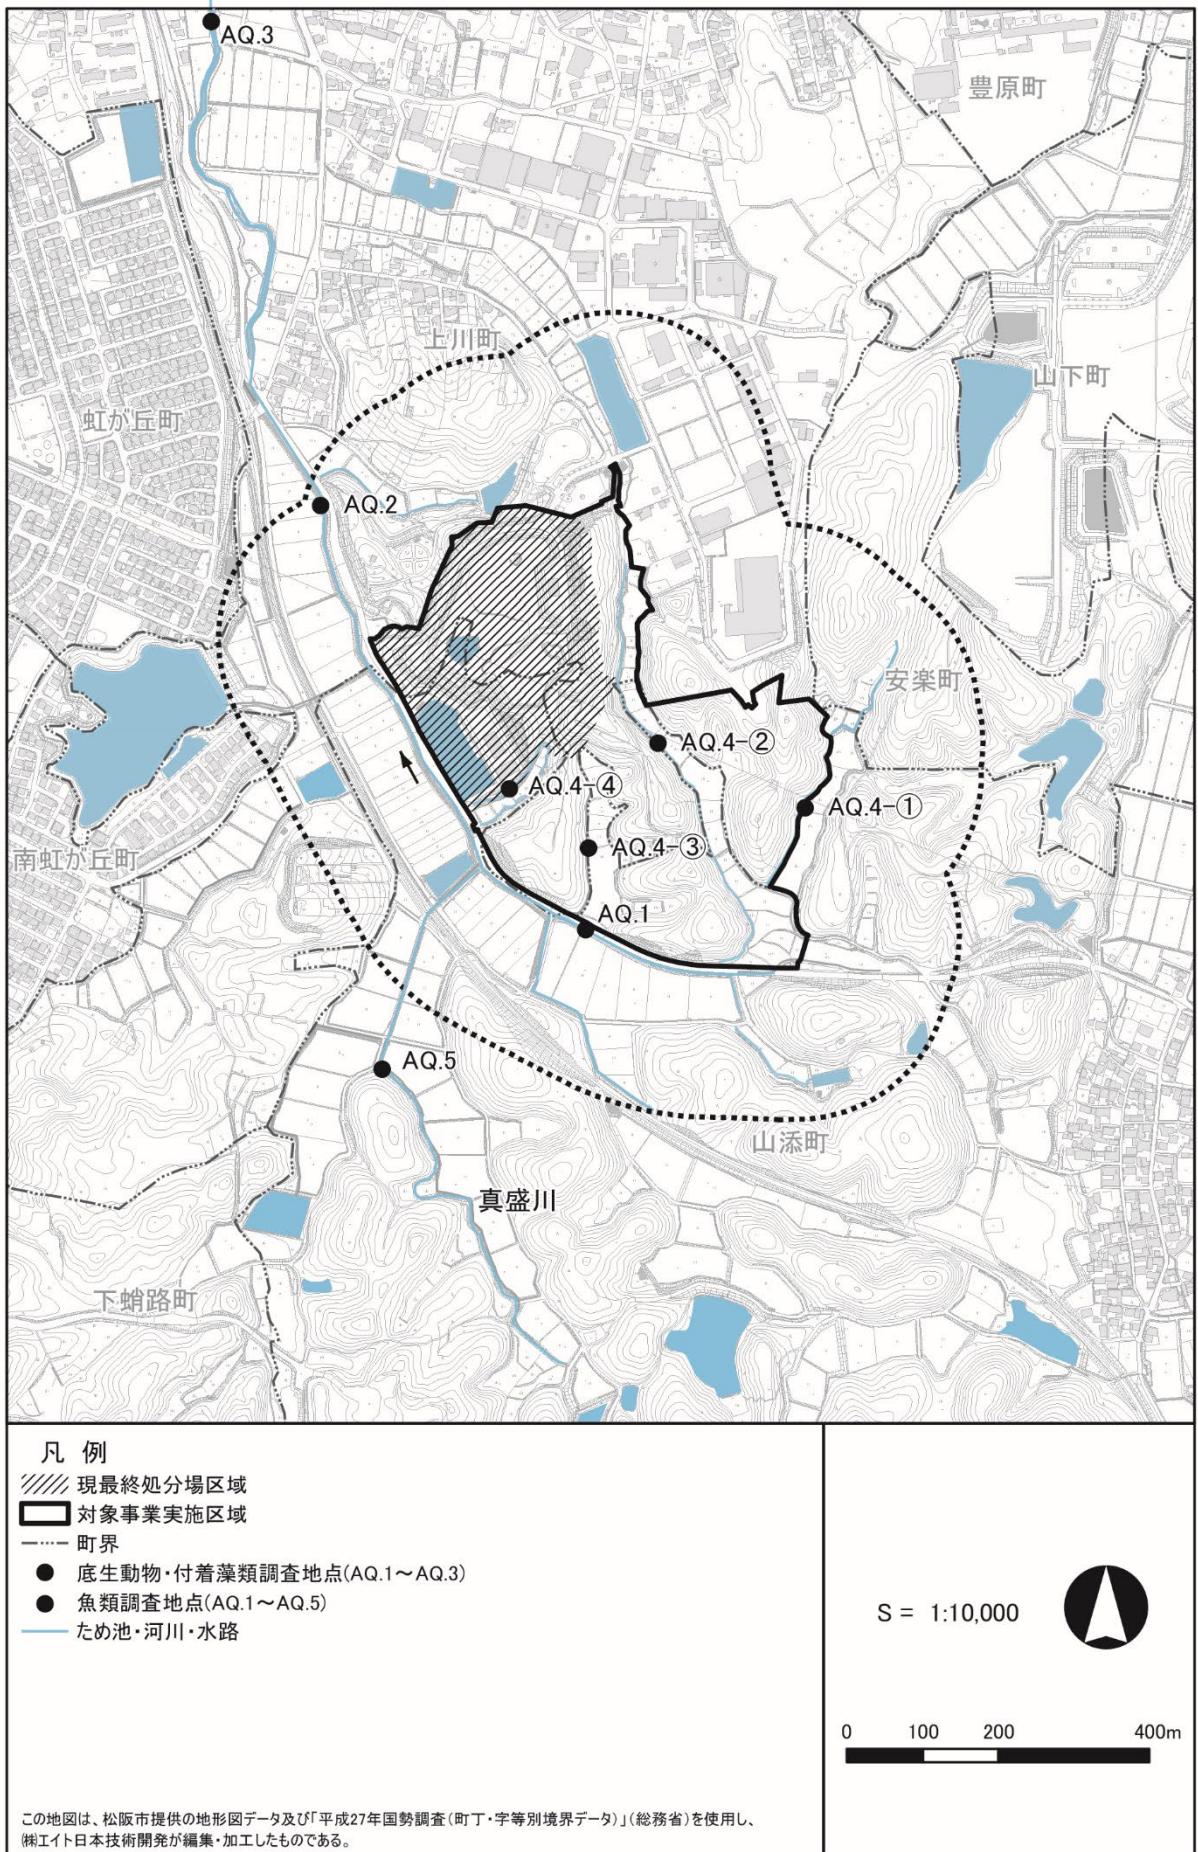 AQ.3
豊原町
上川町
山下町
虹が丘町
AQ.2
安楽町
AQ.4-②
AQ.4-④
AQ.4-①
AQ.4-③
南虹が丘町
AQ.1
AQ.5
山添町
真盛川
下蛸路町
凡 例
現最終処分場区域
対象事業実施区域
町界
底生動物・付着藻類調査地点(AQ.1～AQ.3)
魚類調査地点(AQ.1～AQ.5)
ため池・河川・水路
S = 1:10,000
0 100 200 400m
この地図は、松阪市提供の地形図データ及び「平成27年国勢調査(町丁・字等別境界データ)」(総務省)を使用し、
㈱エイト日本技術開発が編集・加工したものである。